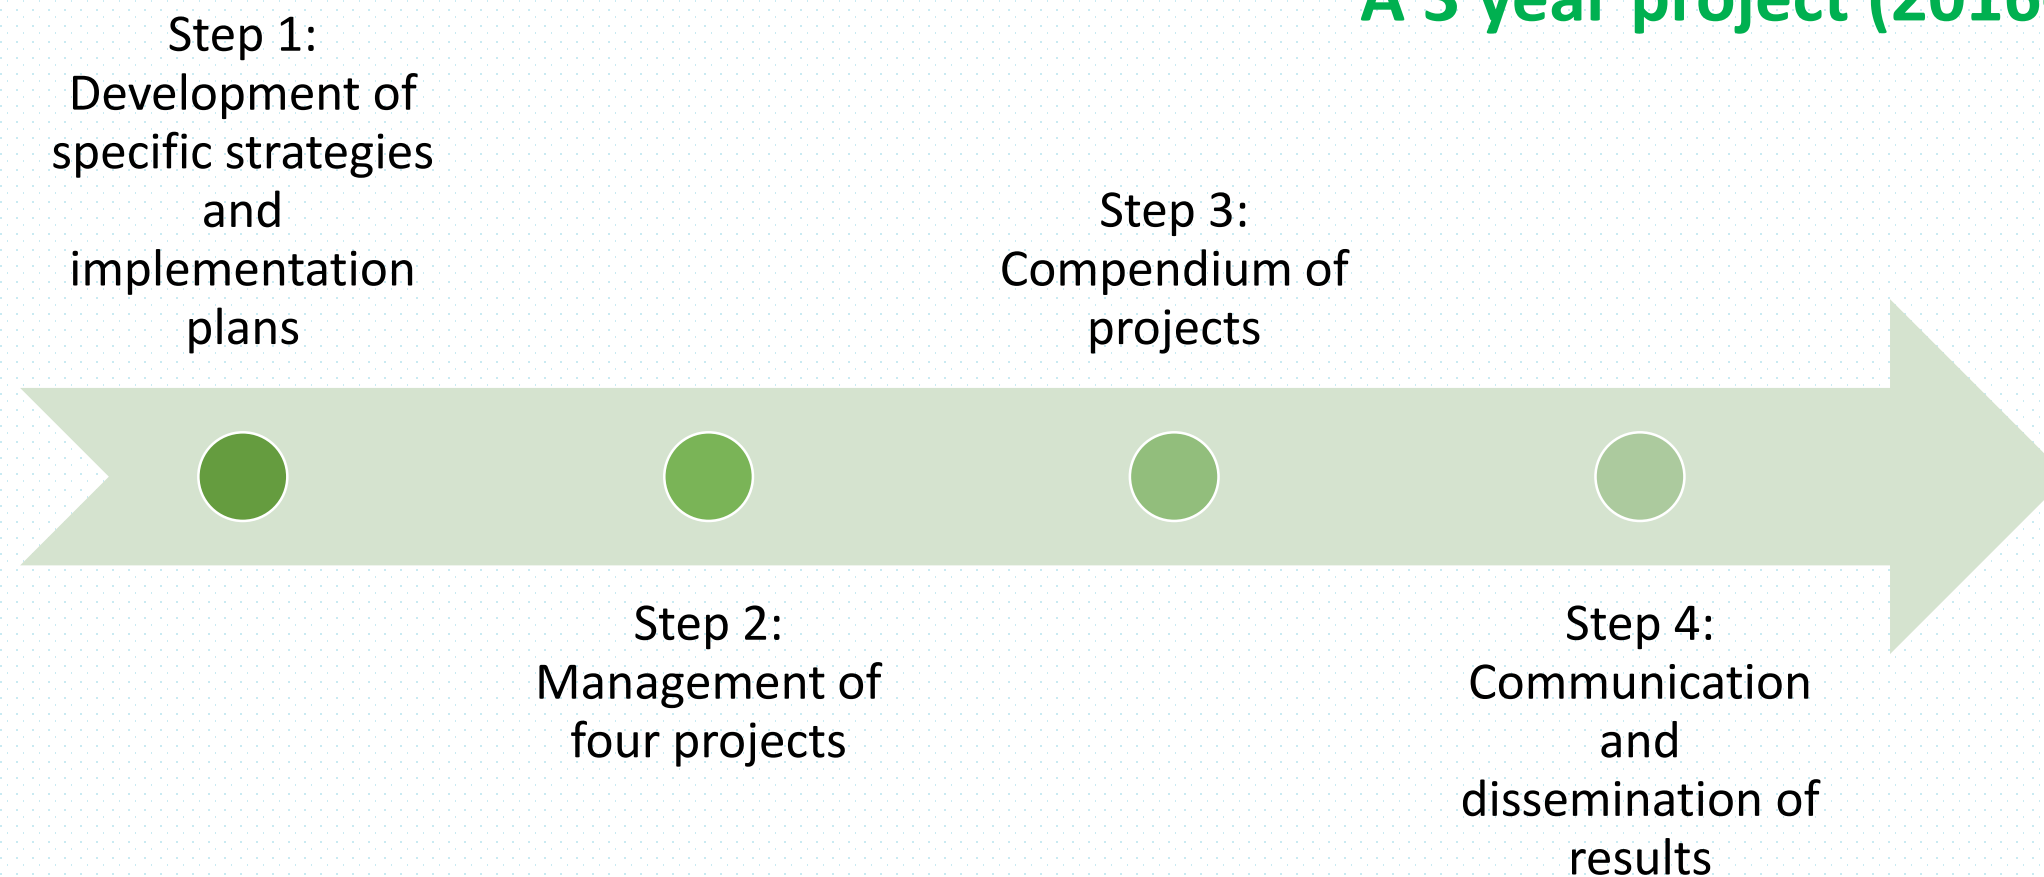 A 3 year project (2016
Step 1:
Development of
specific strategies
and
implementation
plans
Step 2:
Management of
four projects
Step 3:
Compendium of
projects
Step 4:
Communication
and
dissemination of
results